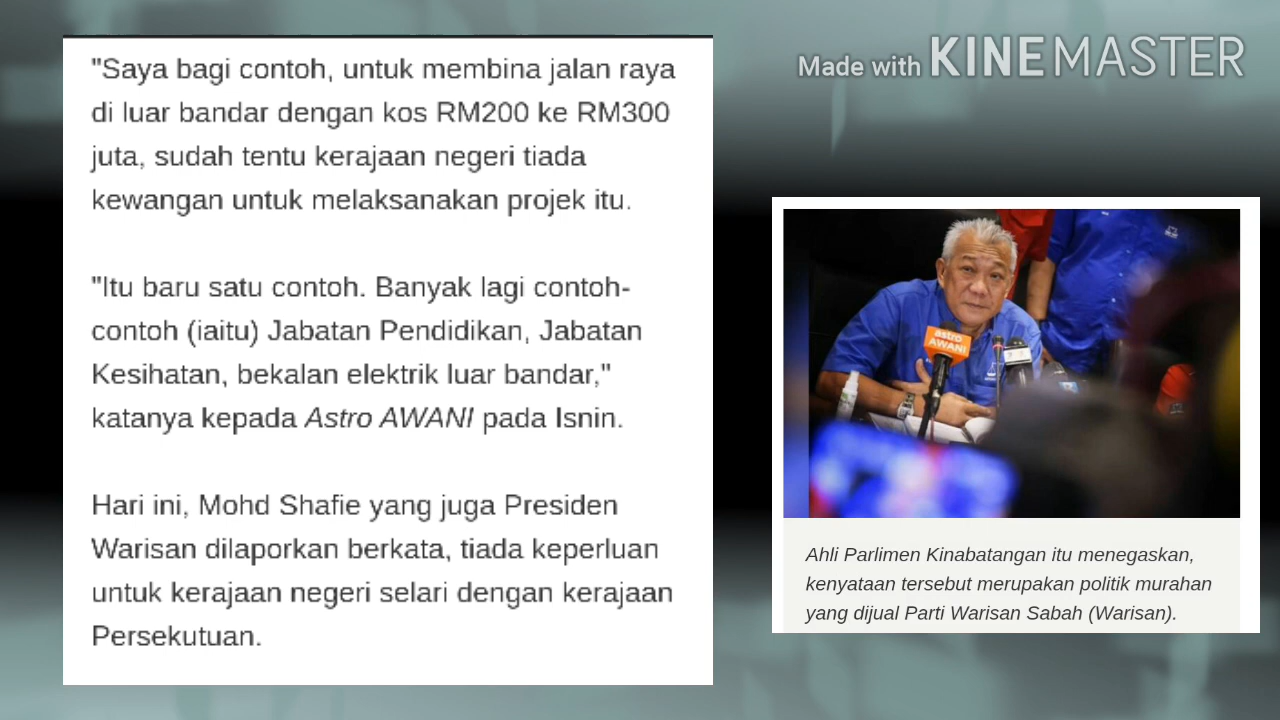 Made with KINEMASTER
"Saya bagi contoh, untuk membina jalan raya
di luar bandar dengan kos RM200 ke RM300
juta, sudah tentu kerajaan negeri tiada
kewangan untuk melaksanakan projek itu.
"Itu baru satu contoh. Banyak lagi contoh-
contoh (iaitu) Jabatan Pendidikan, Jabatan
Kesihatan, bekalan elektrik luar bandar,"
katanya kepada Astro AWANI pada Isnin.
Hari ini, Mohd Shafie yang juga Presiden
Warisan dilaporkan berkata, tiada keperluan
untuk kerajaan negeri selari dengan kerajaan
Persekutuan.
astro
AWANI
Ahli Parlimen Kinabatangan itu menegaskan,
kenyataan tersebut merupakan politik murahan
yang dijual Parti Warisan Sabah (Warisan).